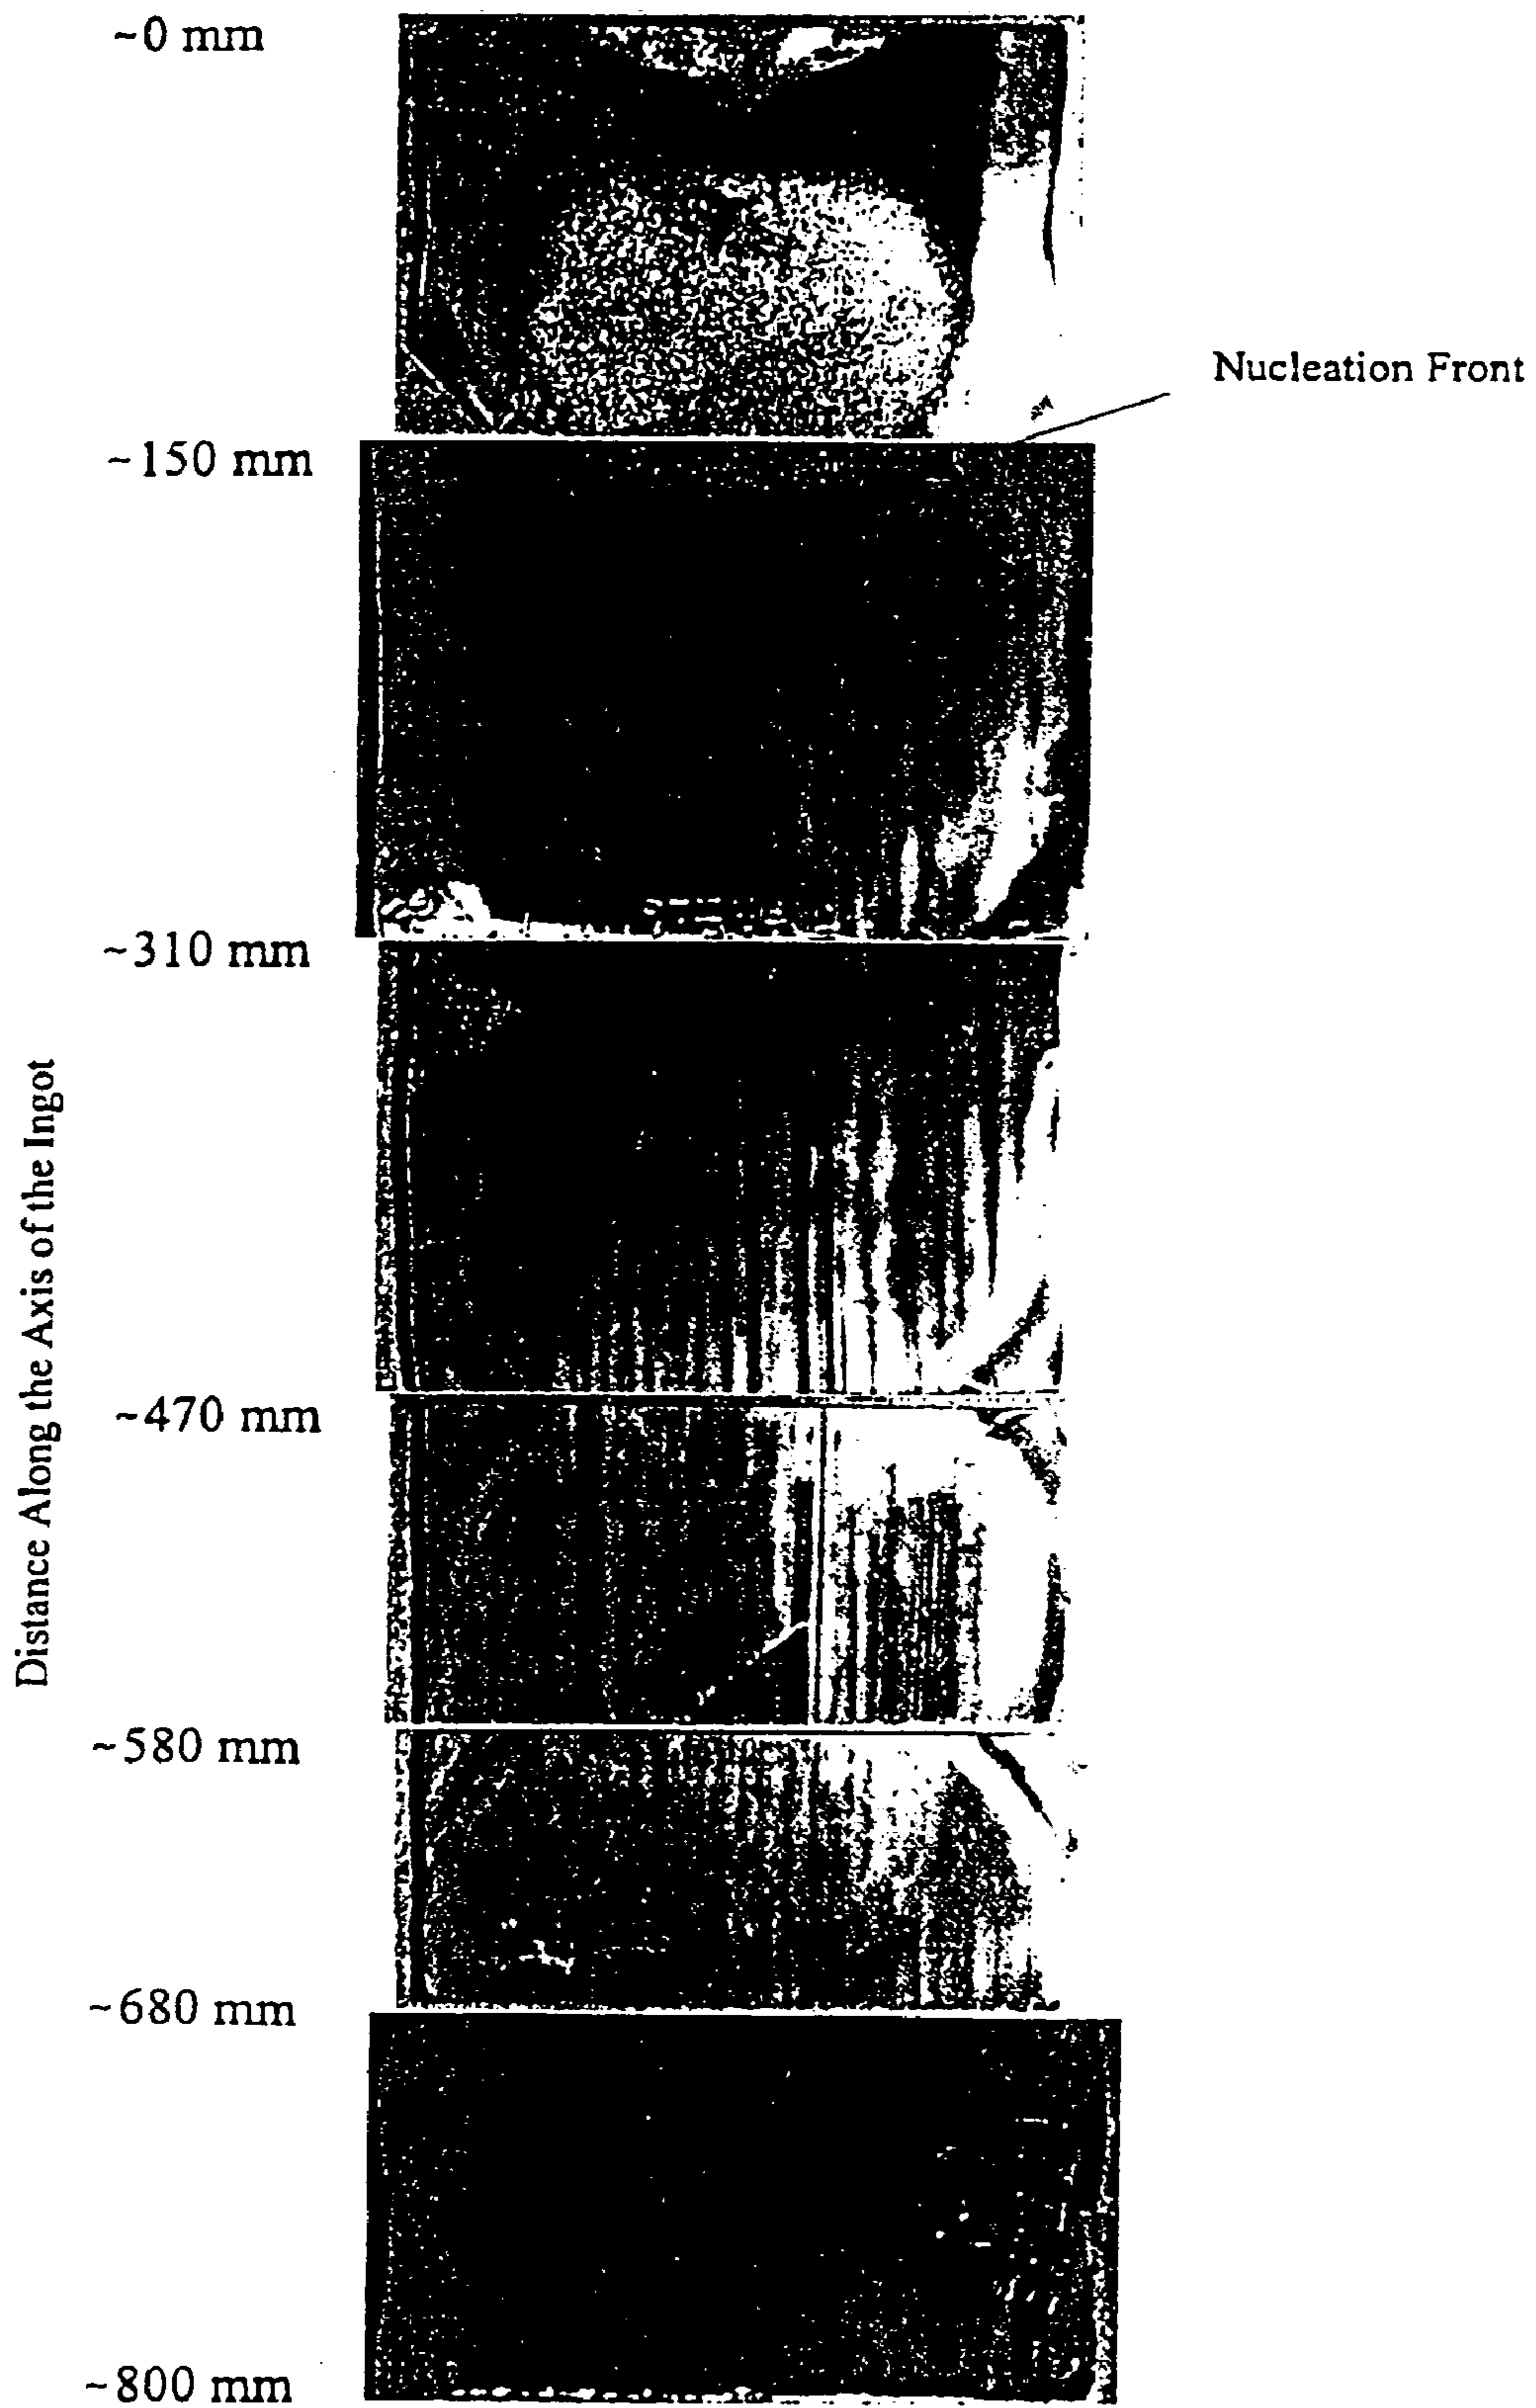 ~0 mm
Nucleation Front
~150 mm
~310 mm
Distance Along the Axis of the Ingot
~470 mm
~580 mm
~680 mm
~800 mm